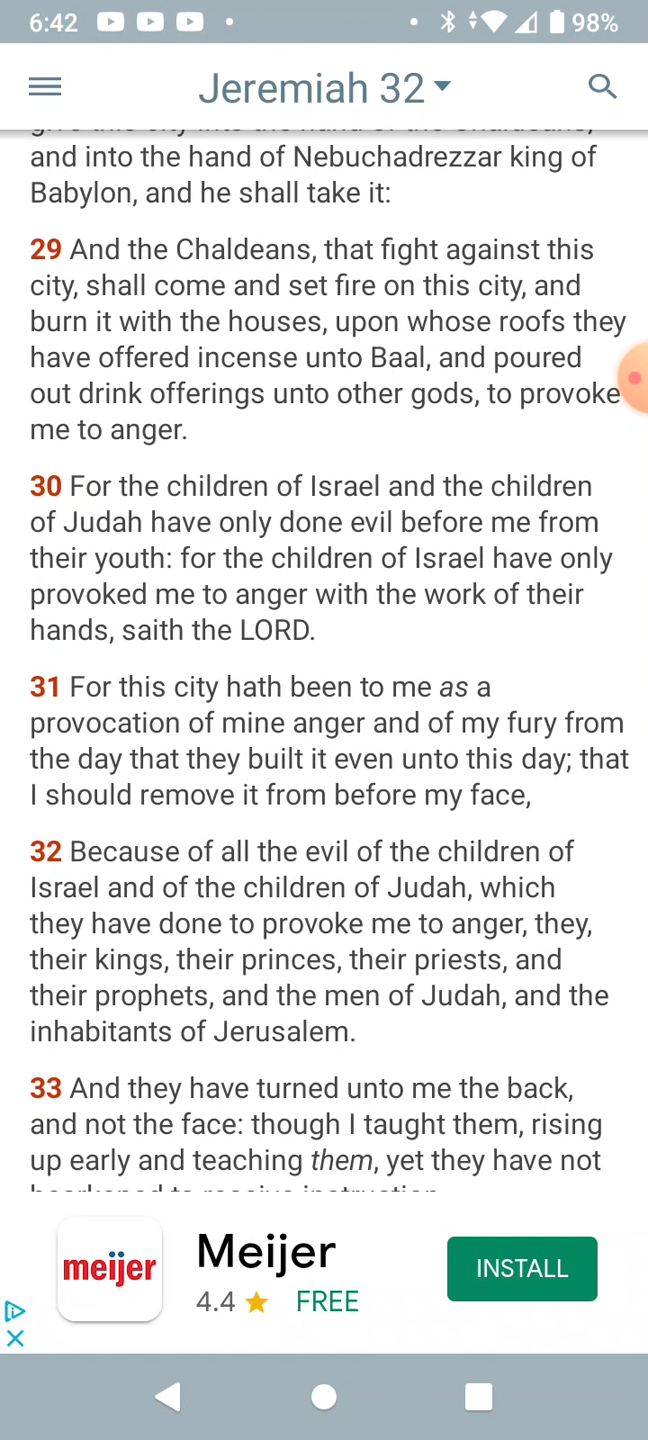 6:42
98%
Jeremiah 32
and into the hand of Nebuchadrezzar king of
Babylon, and he shall take it:
29 And the Chaldeans, that fight against this
city, shall come and set fire on this city, and
burn it with the houses, upon whose roofs they
have offered incense unto Baal, and poured
out drink offerings unto other gods, to provoke
me to anger.
30 For the children of Israel and the children
of Judah have only done evil before me from
their youth: for the children of Israel have only
provoked me to anger with the work of their
hands, saith the LORD.
31 For this city hath been to me as a
provocation of mine anger and of my fury from
the day that they built it even unto this day; that
I should remove it from before my face,
32 Because of all the evil of the children of
Israel and of the children of Judah, which
they have done to provoke me to anger, they,
their kings, their princes, their priests, and
their prophets, and the men of Judah, and the
inhabitants of Jerusalem.
33 And they have turned unto me the back,
and not the face: though I taught them, rising
up early and teaching them, yet they have not
meijer
Meijer
4.4 ★ FREE
INSTALL